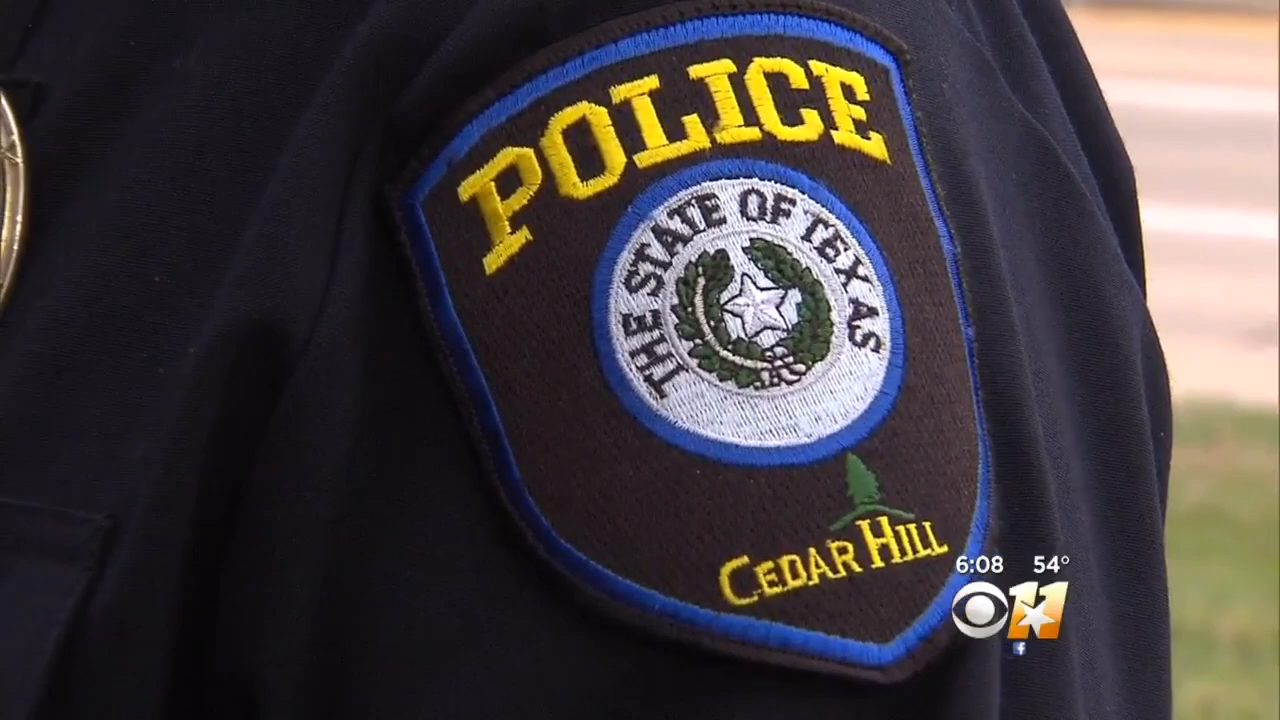 POLICE
THE STATE OF TEXAS
CEDAR HILL
6:08 54°
11
f